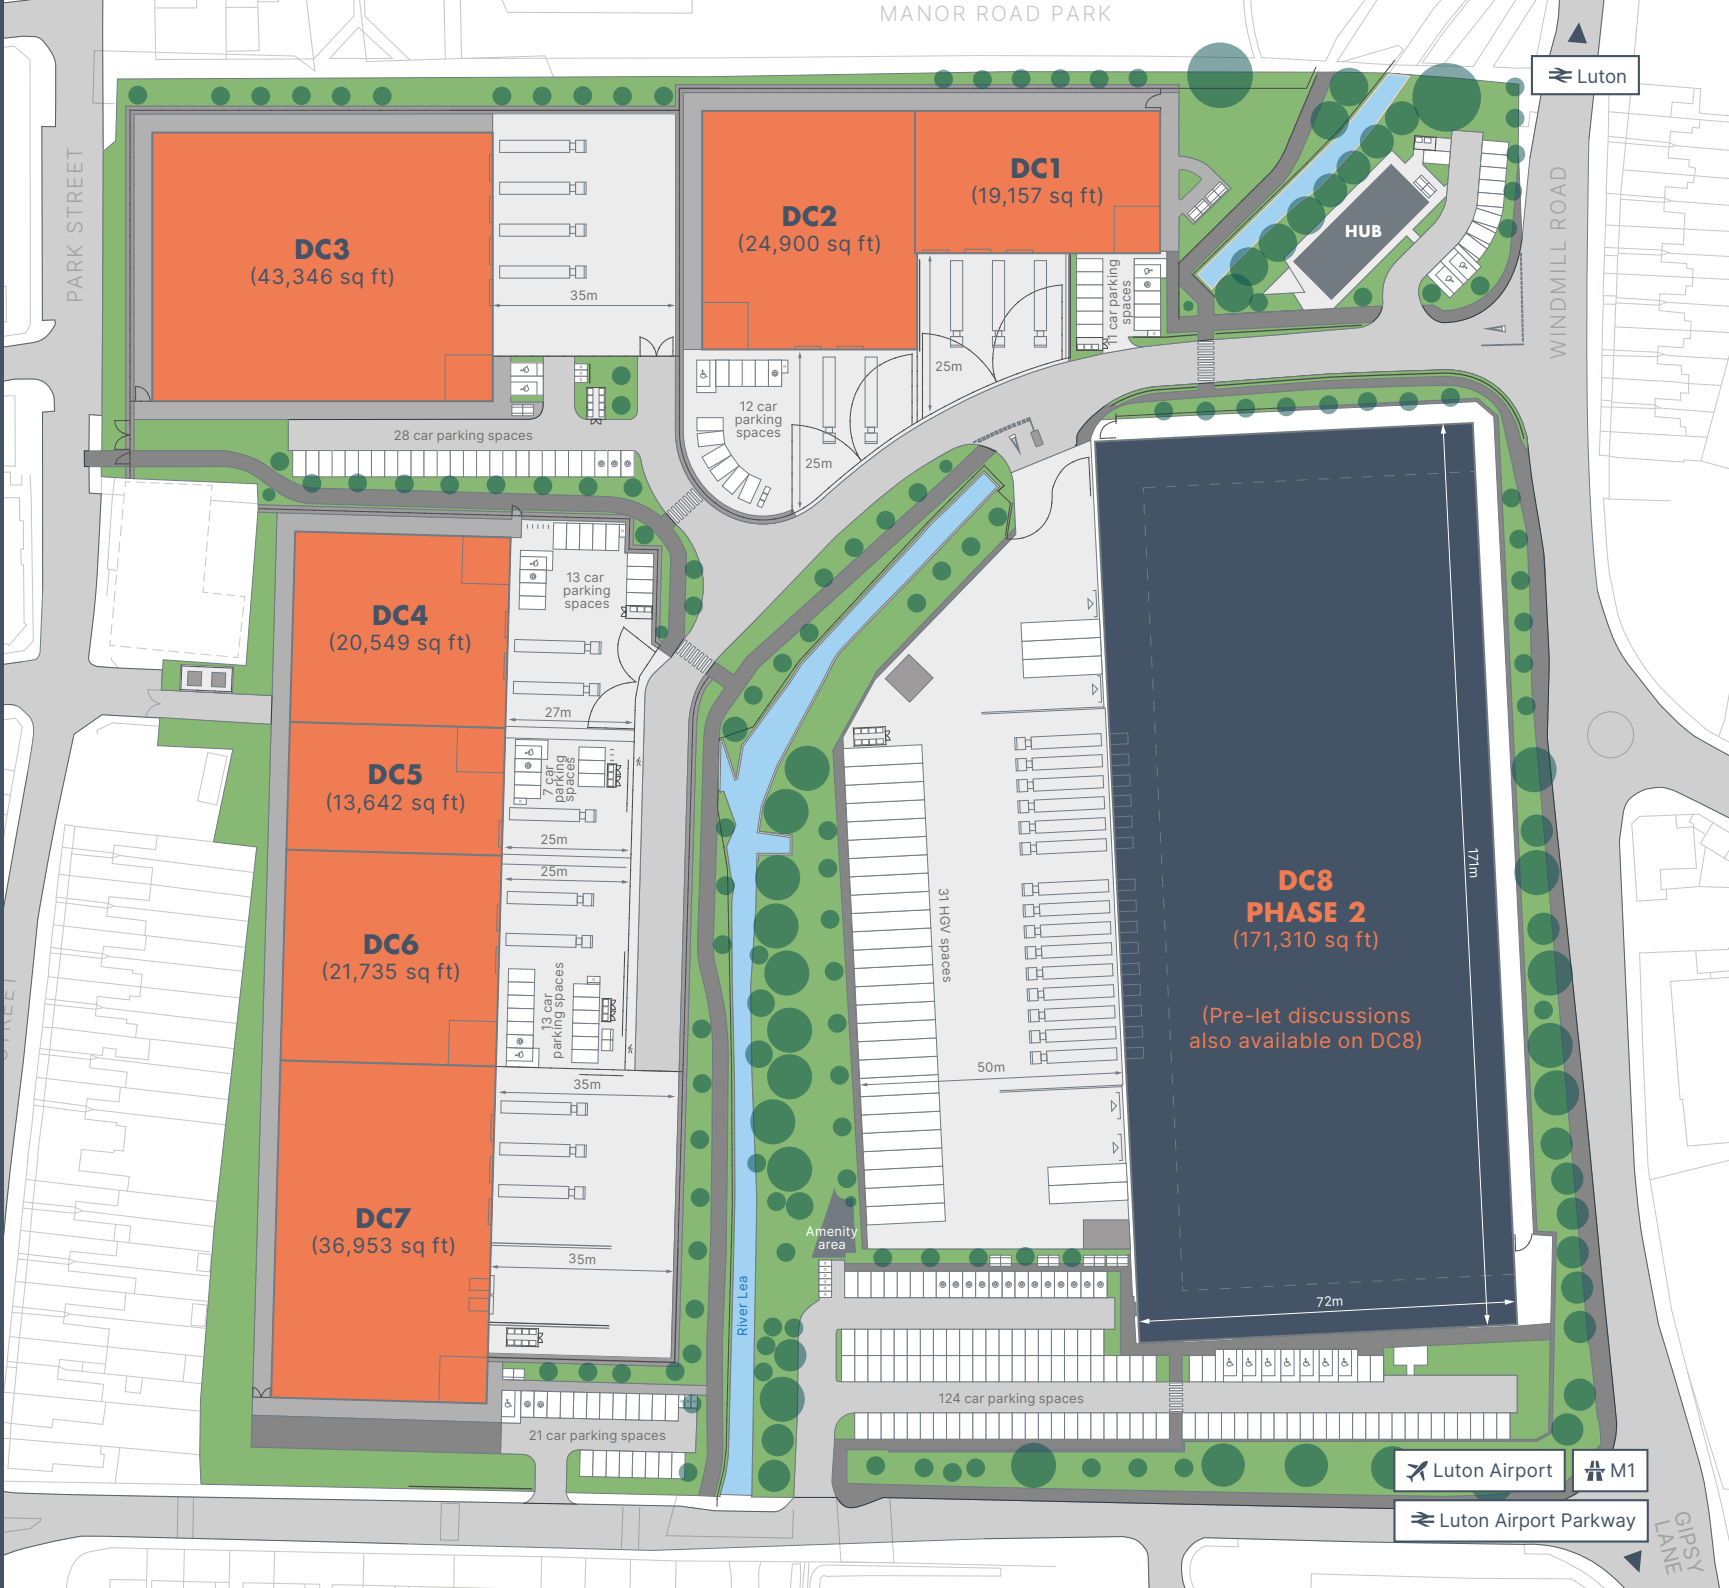 MANOR ROAD PARK
Luton
PARK STREET
WINDMILL ROAD
DC3
(43,346 sq ft)
35m
DC2
(24,900 sq ft)
DC1
(19,157 sq ft)
HUB
11 car parking
spaces
25m
12 car
parking
spaces
25m
28 car parking spaces
DC4
(20,549 sq ft)
13 car
parking
spaces
27m
DC5
(13,642 sq ft)
7 car
parking
spaces
25m
25m
DC6
(21,735 sq ft)
13 car
parking spaces
35m
DC7
(36,953 sq ft)
35m
21 car parking spaces
River Lea
Amenity
area
31 HGV spaces
50m
DC8
PHASE 2
(171,310 sq ft)
(Pre-let discussions
also available on DC8)
171m
72m
124 car parking spaces
STREET
Luton Airport
M1
Luton Airport Parkway
GIPSY
LANE